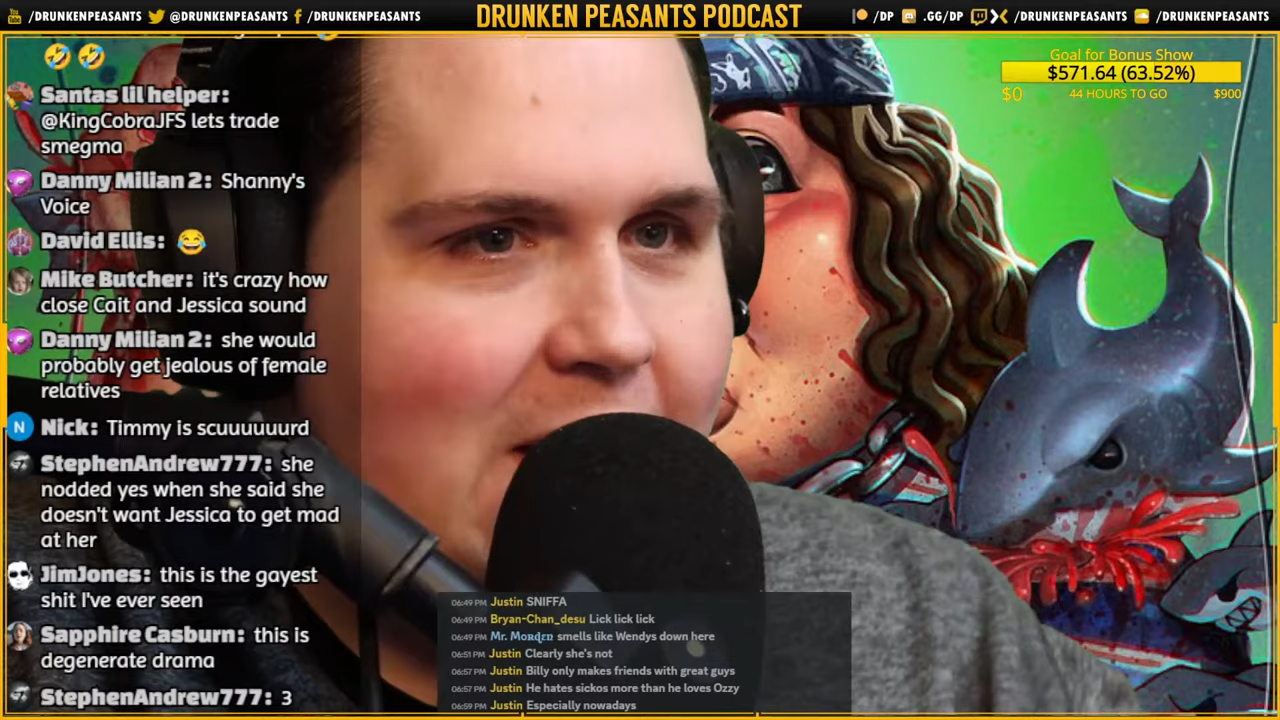 You Tube /DRUNKENPEASANTS @DRUNKENPEASANTS f /DRUNKENPEASANTS
DRUNKEN PEASANTS PODCAST
/DP .GG/DP /DRUNKENPEASANTS /DRUNKENPEASANTS
Goal for Bonus Show
$571.64 (63.52%)
$0 44 HOURS TO GO $900
🤣 🤣
Santas lil helper:
@KingCobraJFS lets trade
smegma
Danny Milian 2: Shanny's
Voice
David Ellis: 😂
Mike Butcher: it's crazy how
close Cait and Jessica sound
Danny Milian 2: she would
probably get jealous of female
relatives
N Nick: Timmy is scuuuuurd
StephenAndrew777: she
nodded yes when she said she
doesn't want Jessica to get mad
at her
JimJones: this is the gayest
shit I've ever seen
Sapphire Casburn: this is
degenerate drama
StephenAndrew777: 3
06:49 PM Justin SNIFFA
06:49 PM Bryan-Chan_desu Lick lick lick
06:49 PM Mr. Moʀɖɛп smells like Wendys down here
06:51 PM Justin Clearly she's not
06:57 PM Justin Billy only makes friends with great guys
06:57 PM Justin He hates sickos more than he loves Ozzy
06:59 PM Justin Especially nowadays